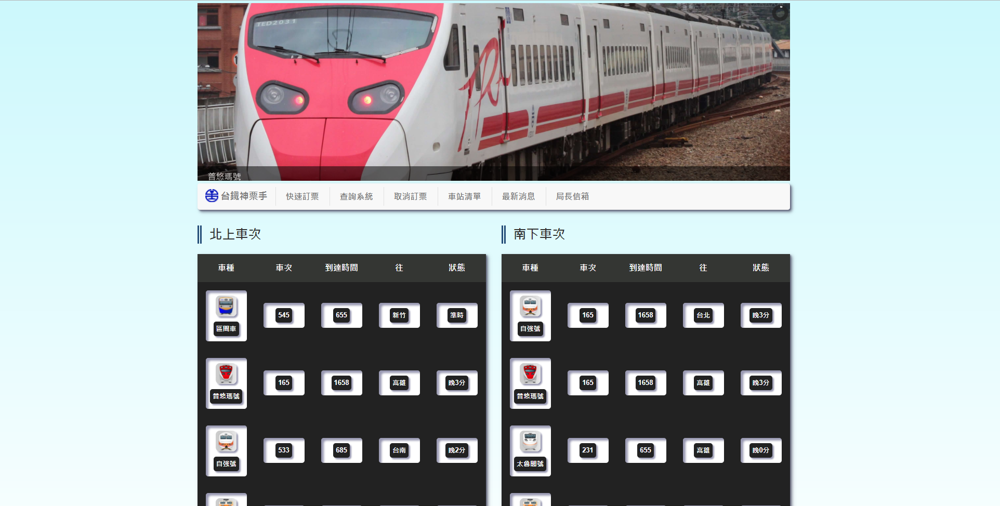 TED2031
普悠瑪號
台鐵神票手 快速訂票 查詢系統 取消訂票 車站清單 最新消息 局長信箱
北上車次
車種 車次 到達時間 往 狀態
區間車 545 655 新竹 準時
普悠瑪號 165 1658 高雄 晚3分
自強號 533 685 台南 晚2分
南下車次
車種 車次 到達時間 往 狀態
自強號 165 1658 台北 晚3分
普悠瑪號 165 1658 高雄 晚3分
太魯閣號 231 655 高雄 晚0分